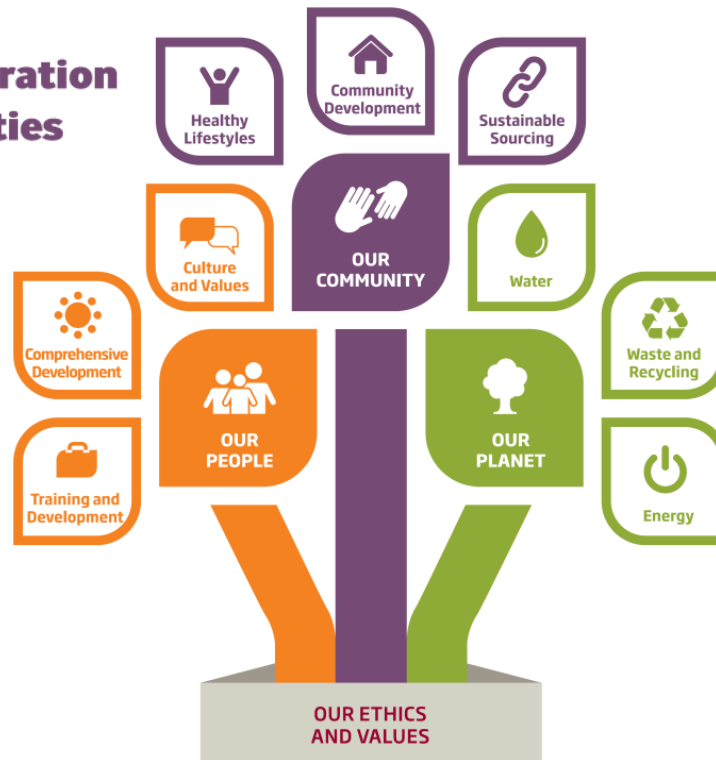 ration
ties
Healthy
Lifestyles
Community
Development
Sustainable
Sourcing
Culture
and Values
OUR
COMMUNITY
Water
Comprehensive
Development
Waste and
Recycling
OUR
PEOPLE
OUR
PLANET
Training and
Development
Energy
OUR ETHICS
AND VALUES